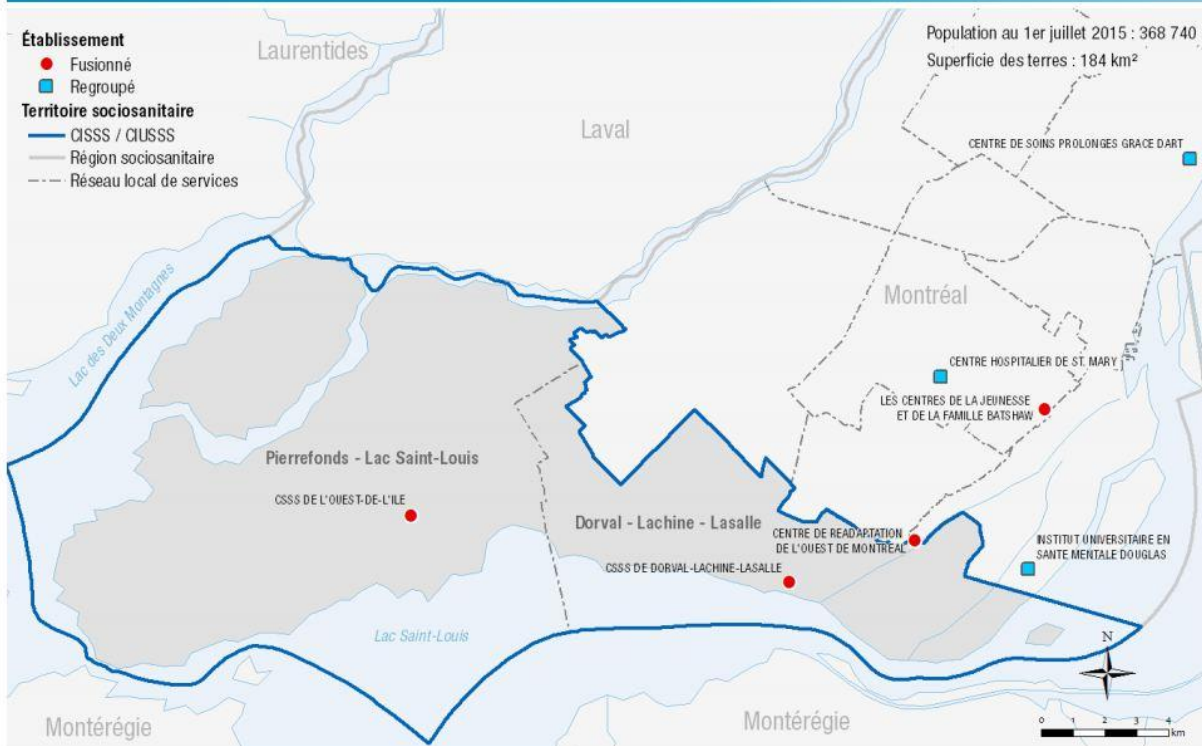 Établissement
Fusionné
Regroupé
Territoire sociosanitaire
CISSS / CIUSSS
Région sociosanitaire
Réseau local de services
Laurentides
Population au 1er juillet 2015 : 368 740
Superficie des terres : 184 km²
Laval
CENTRE DE SOINS PROLONGES GRACE DART
Lac des Deux Montagnes
Montréal
CENTRE HOSPITALIER DE ST. MARY
LES CENTRES DE LA JEUNESSE
ET DE LA FAMILLE BATSHAW
Pierrefonds - Lac Saint-Louis
CSSS DE L'OUEST-DE-L'ILE
Dorval - Lachine - Lasalle
CENTRE DE READAPTATION
DE L'OUEST DE MONTREAL
INSTITUT UNIVERSITAIRE EN
SANTE MENTALE DOUGLAS
CSSS DE DORVAL-LACHINE-LASALLE
Lac Saint-Louis
N
Montérégie
Montérégie
0 1 2 3 4
km